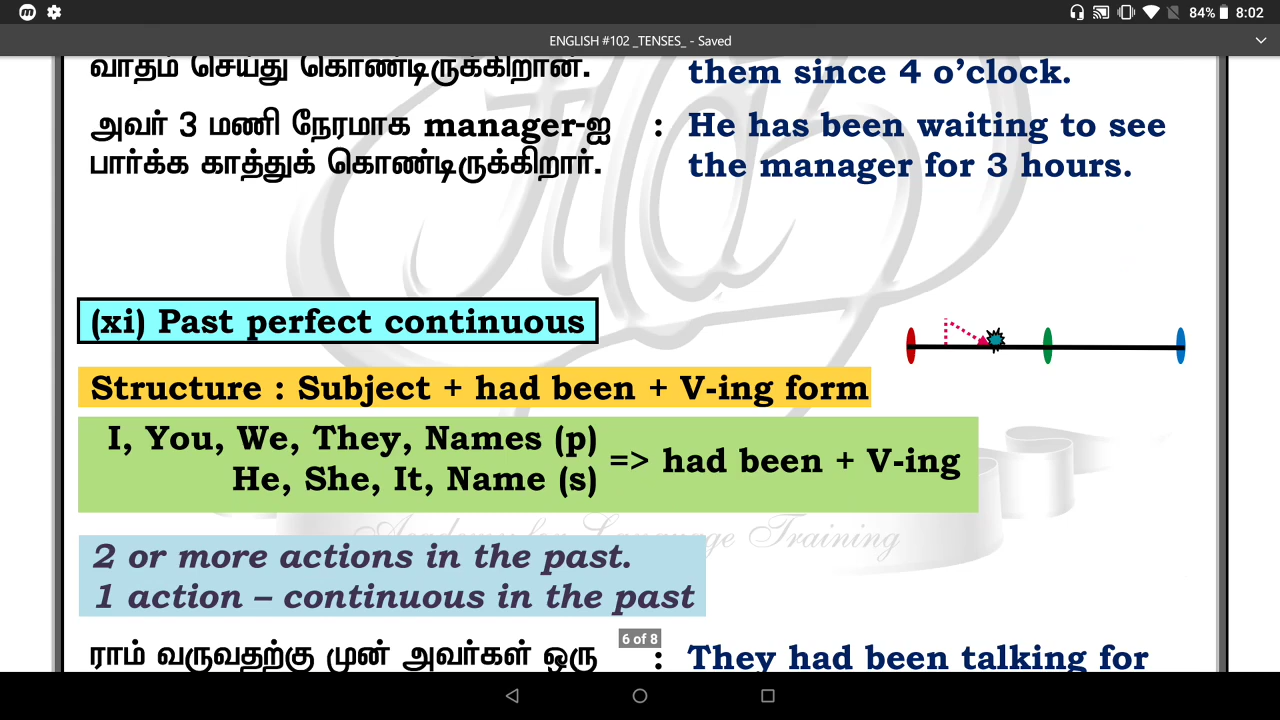 84% 8:02
ENGLISH #102 _TENSES_ - Saved
வாதம் செய்து கொண்டிருக்கிறான்.
them since 4 o’clock.
அவர் 3 மணி நேரமாக manager-ஐ : He has been waiting to see
பார்க்க காத்துக் கொண்டிருக்கிறார். the manager for 3 hours.
(xi) Past perfect continuous
Structure : Subject + had been + V-ing form
I, You, We, They, Names (p)
He, She, It, Name (s)
=> had been + V-ing
Academy for Language Training
2 or more actions in the past.
1 action – continuous in the past
6 of 8
ராம் வருவதற்கு முன் அவர்கள் ஒரு : They had been talking for